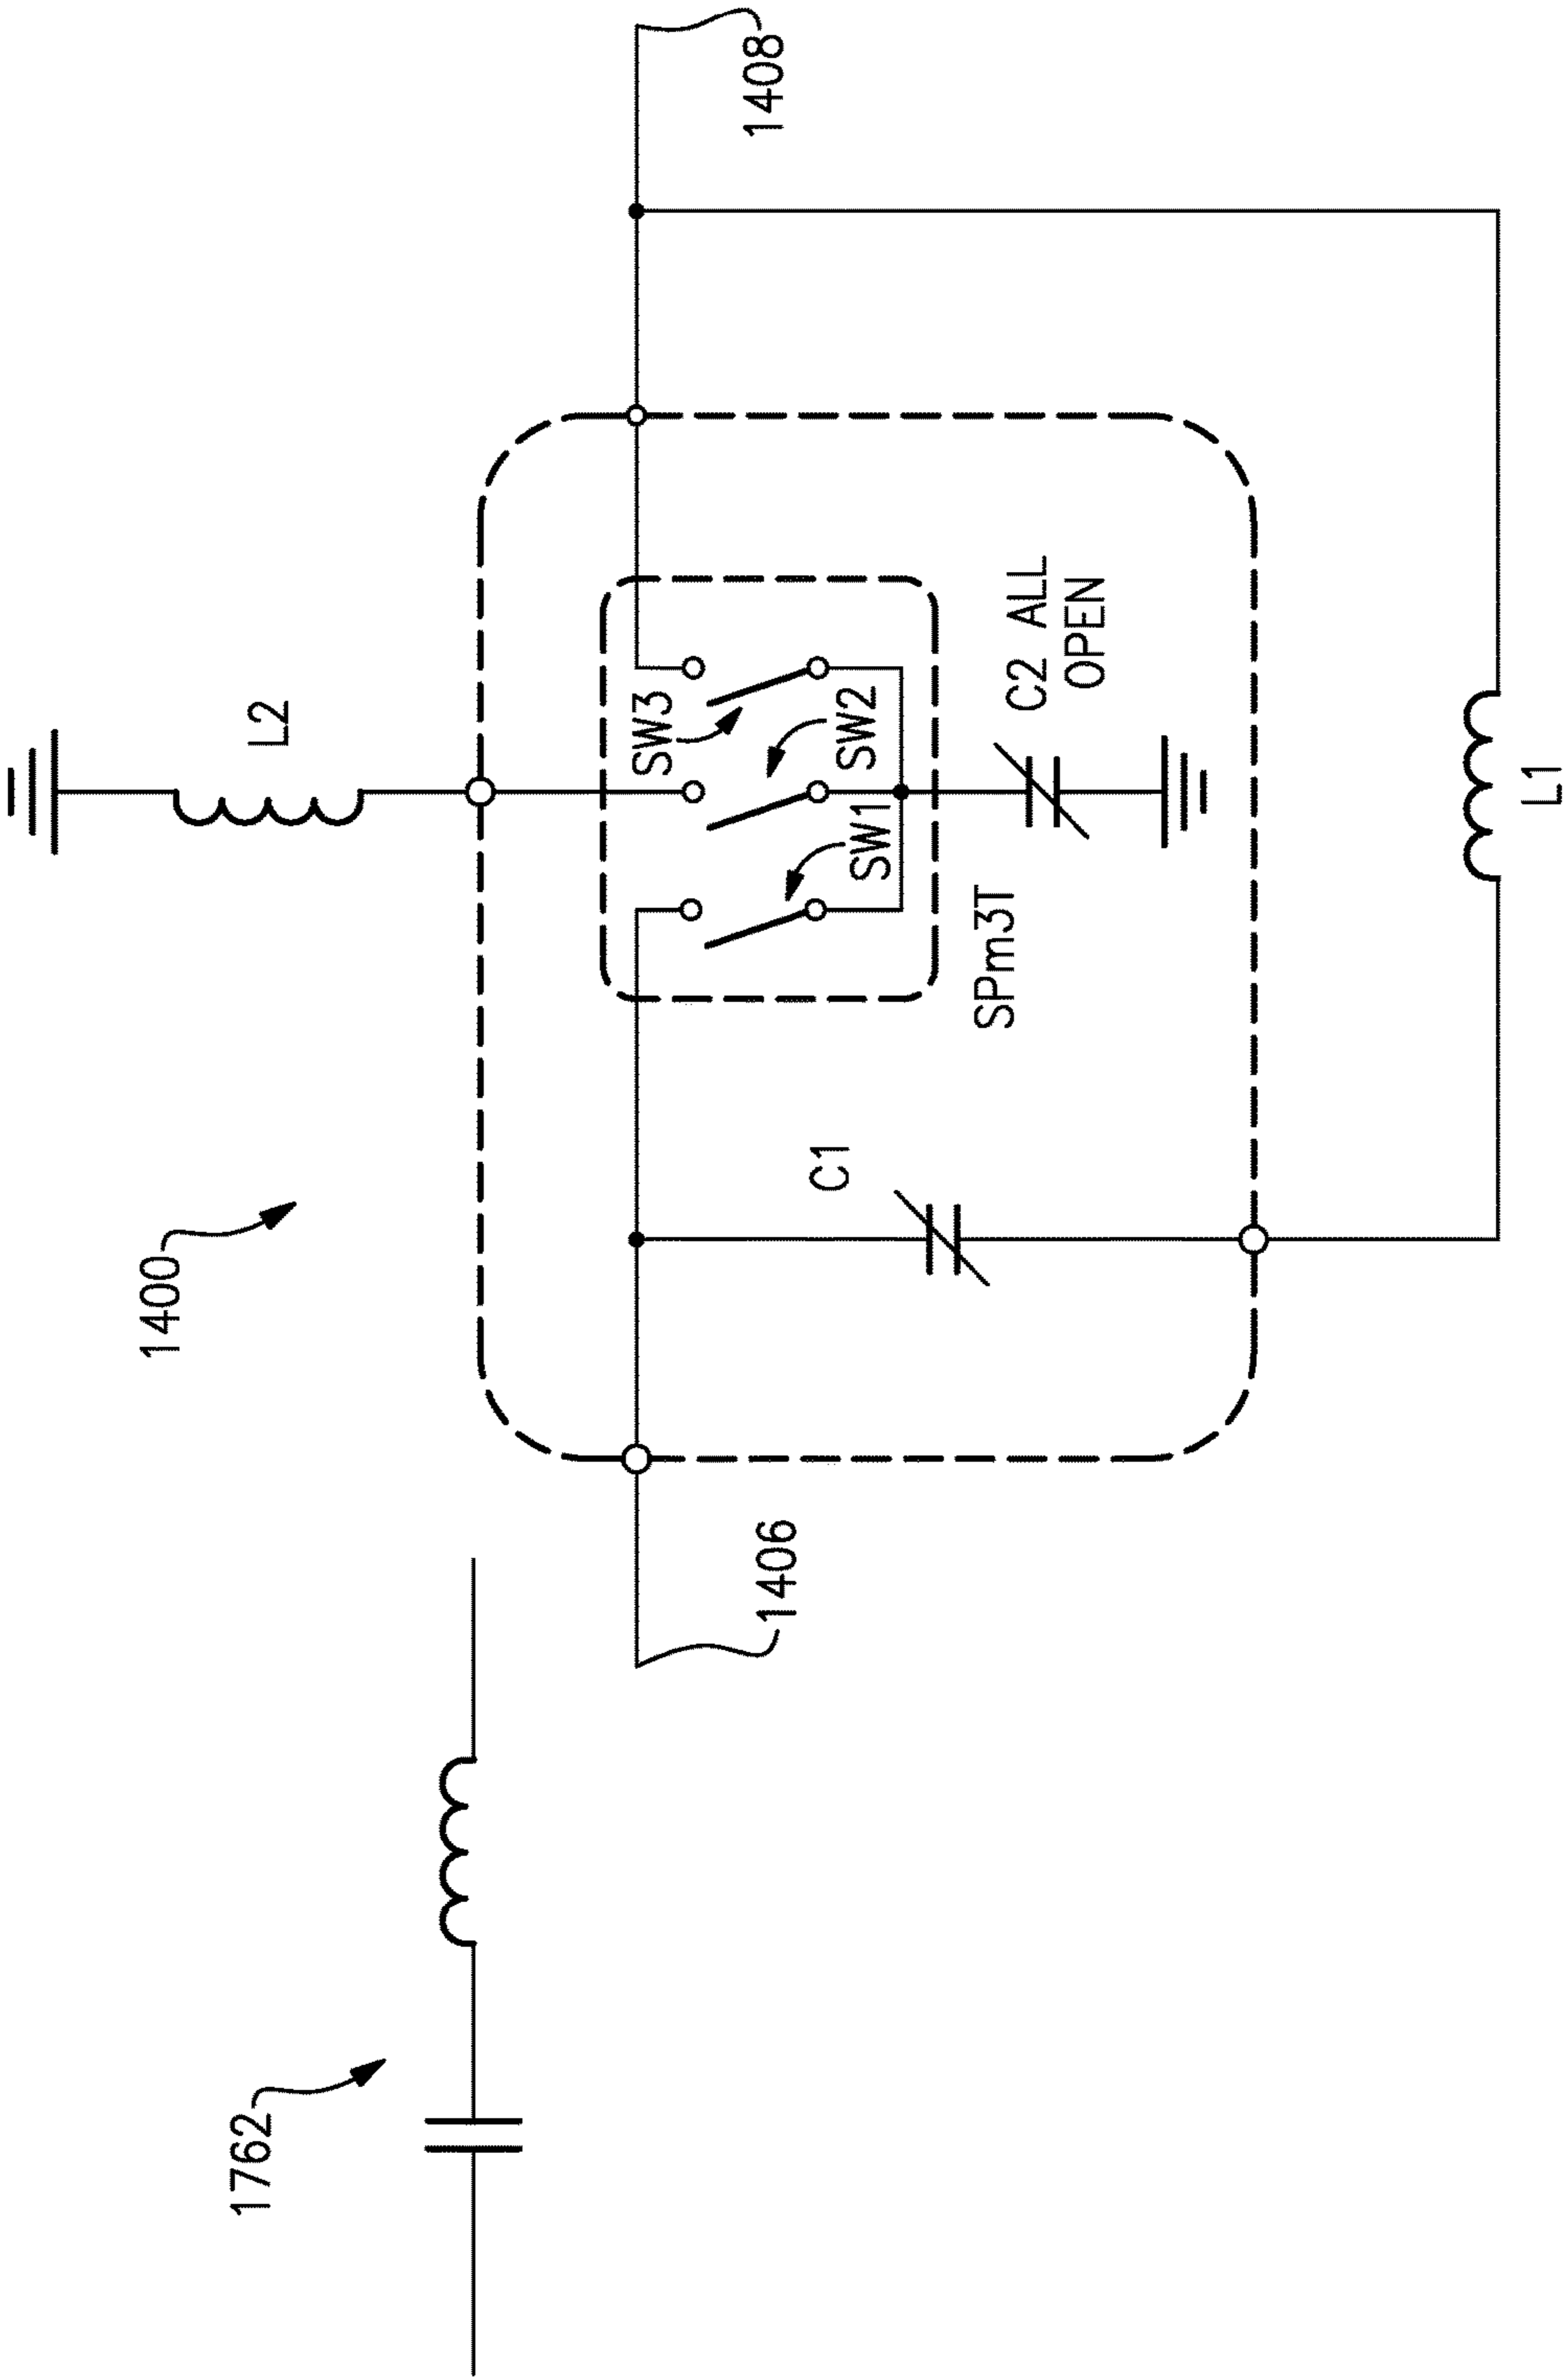 1762
1400
1406
C1
SPm3T
SW1
SW2
SW3
L2
C2 ALL
OPEN
L1
1408